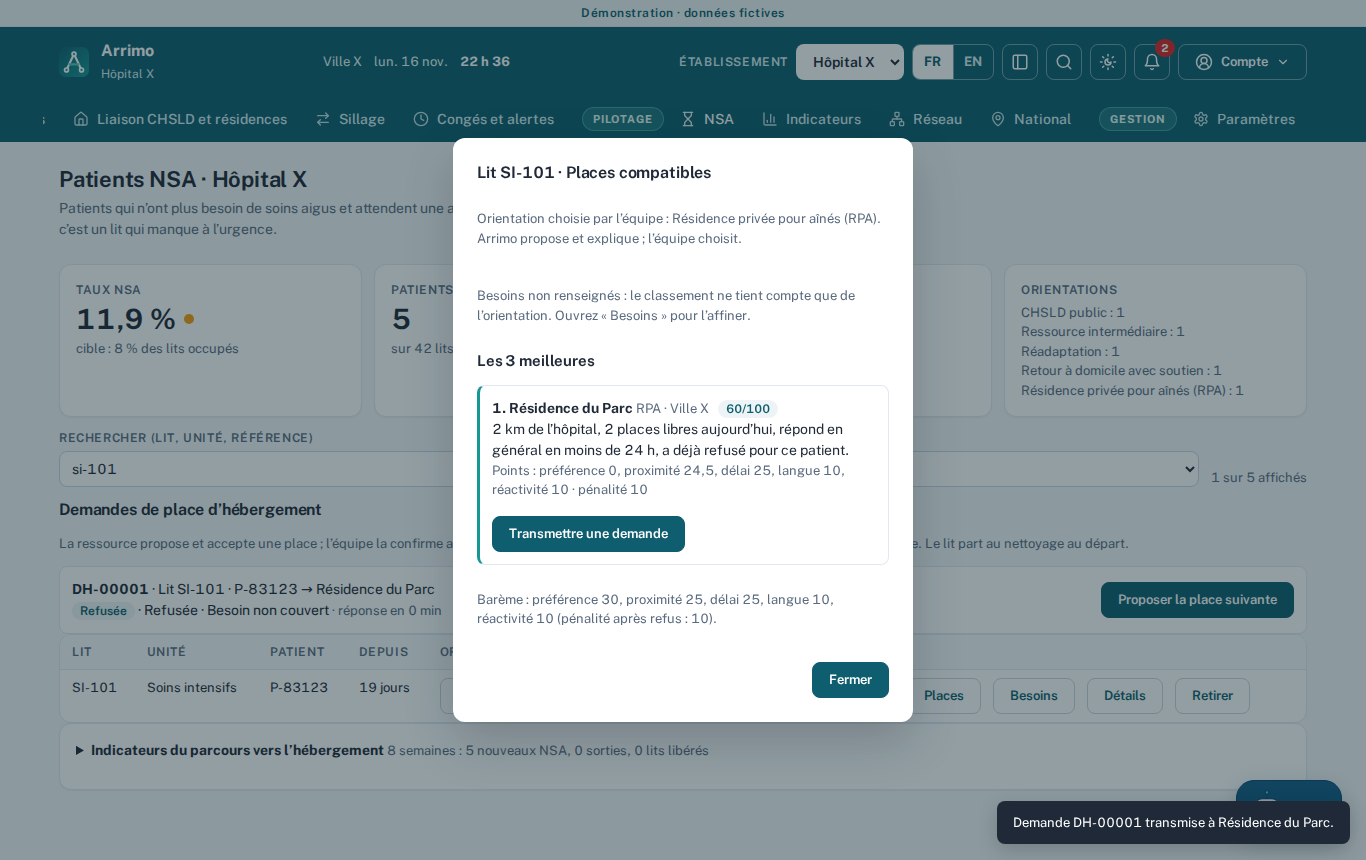 Démonstration · données fictives
Arrimo
Hôpital X
Ville X lun. 16 nov. 22 h 36
ÉTABLISSEMENT Hôpital X FR EN 2 Compte
Liaison CHSLD et résidences Sillage Congés et alertes PILOTAGE NSA Indicateurs Réseau National GESTION Paramètres
Patients NSA · Hôpital X
Patients qui n’ont plus besoin de soins aigus et attendent une
c’est un lit qui manque à l’urgence.
TAUX NSA
11,9 %
cible : 8 % des lits occupés
PATIENTS
5
sur 42 lits
ORIENTATIONS
CHSLD public : 1
Ressource intermédiaire : 1
Réadaptation : 1
Retour à domicile avec soutien : 1
Résidence privée pour aînés (RPA) : 1
RECHERCHER (LIT, UNITÉ, RÉFÉRENCE)
si-101
1 sur 5 affichés
Demandes de place d’hébergement
La ressource propose et accepte une place ; l’équipe la confirme
e. Le lit part au nettoyage au départ.
DH-00001 · Lit SI-101 · P-83123 → Résidence du Parc
Refusée · Refusée · Besoin non couvert · réponse en 0 min
Proposer la place suivante
LIT UNITÉ PATIENT DEPUIS
SI-101 Soins intensifs P-83123 19 jours
Places Besoins Détails Retirer
Indicateurs du parcours vers l’hébergement 8 semaines : 5 nouveaux NSA, 0 sorties, 0 lits libérés
Lit SI-101 · Places compatibles
Orientation choisie par l’équipe : Résidence privée pour aînés (RPA).
Arrimo propose et explique ; l’équipe choisit.
Besoins non renseignés : le classement ne tient compte que de
l’orientation. Ouvrez « Besoins » pour l’affiner.
Les 3 meilleures
1. Résidence du Parc RPA · Ville X 60/100
2 km de l’hôpital, 2 places libres aujourd’hui, répond en
général en moins de 24 h, a déjà refusé pour ce patient.
Points : préférence 0, proximité 24,5, délai 25, langue 10,
réactivité 10 · pénalité 10
Transmettre une demande
Barème : préférence 30, proximité 25, délai 25, langue 10,
réactivité 10 (pénalité après refus : 10).
Fermer
Demande DH-00001 transmise à Résidence du Parc.